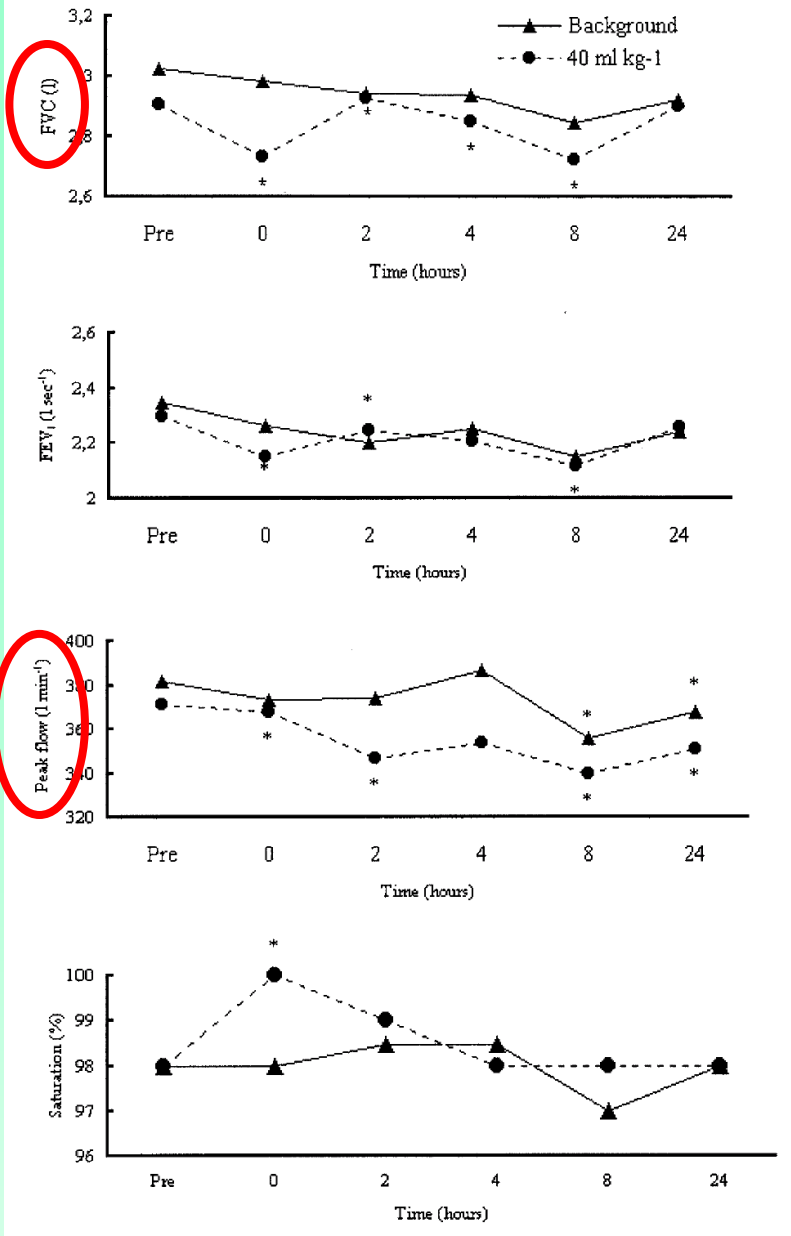 3,2
Background
40 ml kg-1
3
FVC (l)
2,8
2,6
*
*
*
*
Pre 0 2 4 8 24
Time (hours)
2,6
2,4
FEV₁ (l sec⁻¹)
2,2
2
*
*
*
Pre 0 2 4 8 24
Time (hours)
400
380
Peak flow (l min⁻¹)
360
340
320
*
*
*
*
*
*
Pre 0 2 4 8 24
Time (hours)
*
100
99
Saturation (%)
98
97
96
Pre 0 2 4 8 24
Time (hours)